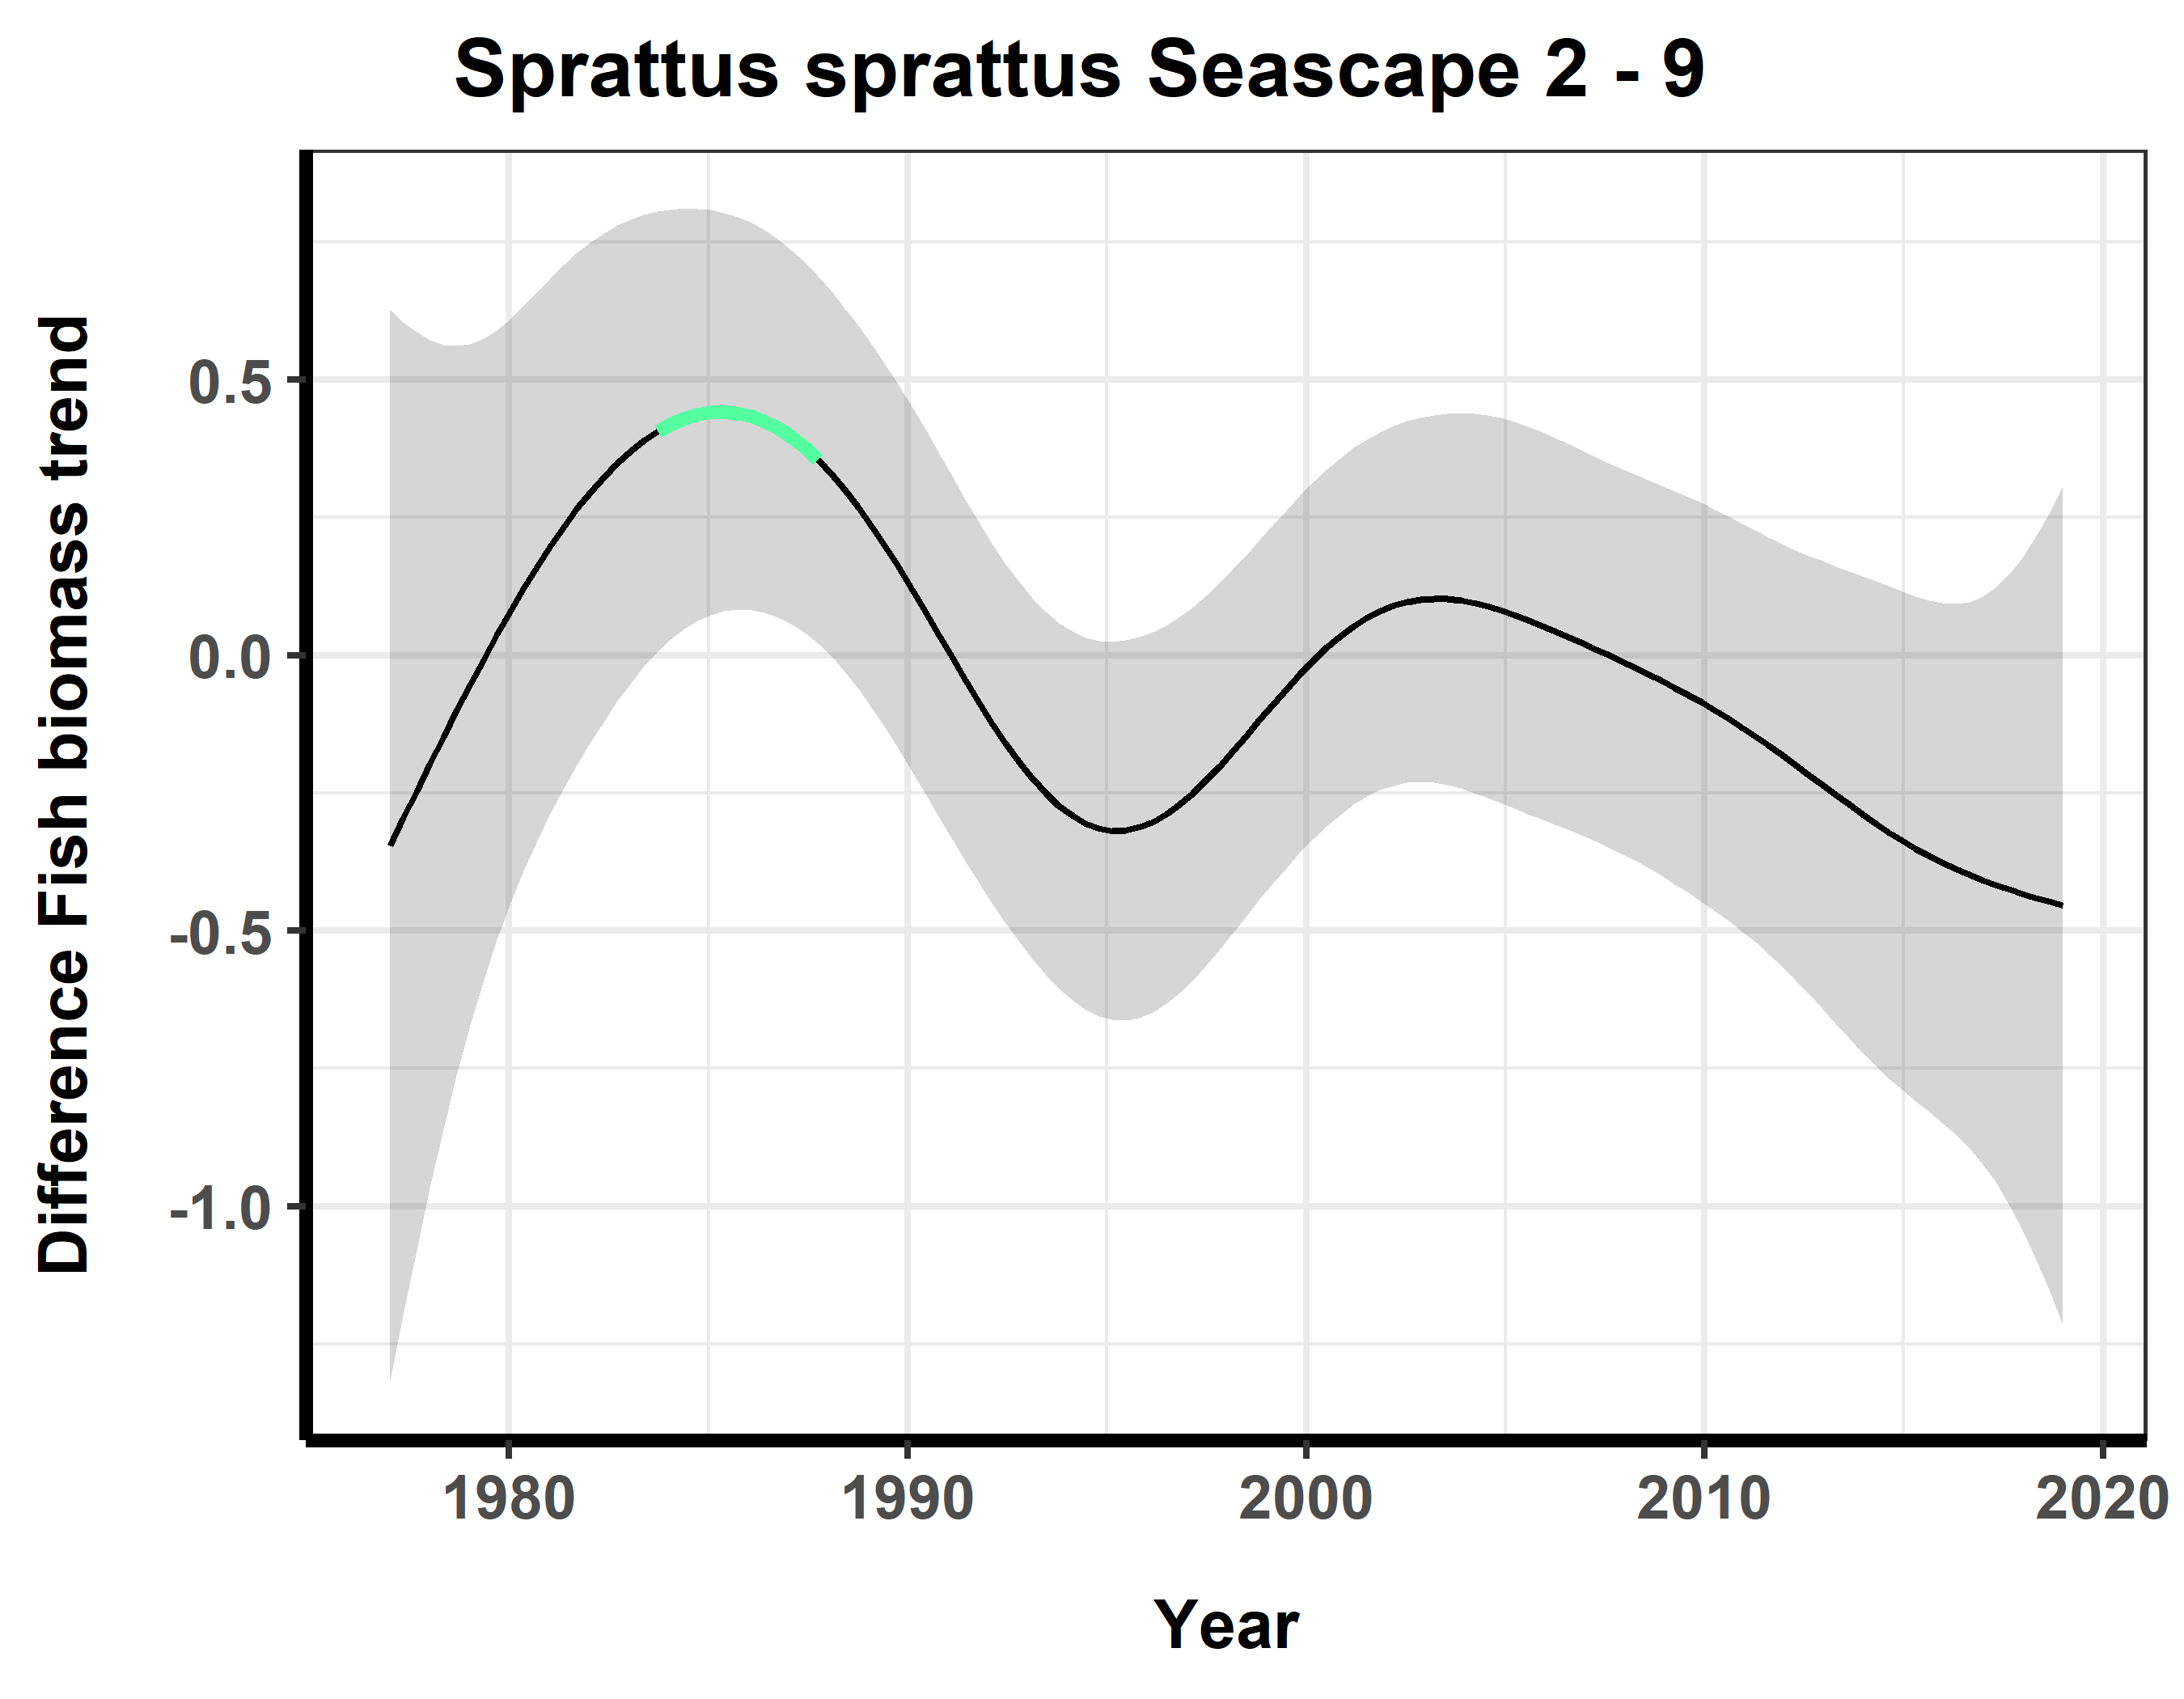 Sprattus sprattus Seascape 2 - 9
Difference Fish biomass trend
0.5
0.0
-0.5
-1.0
1980 1990 2000 2010 2020
Year